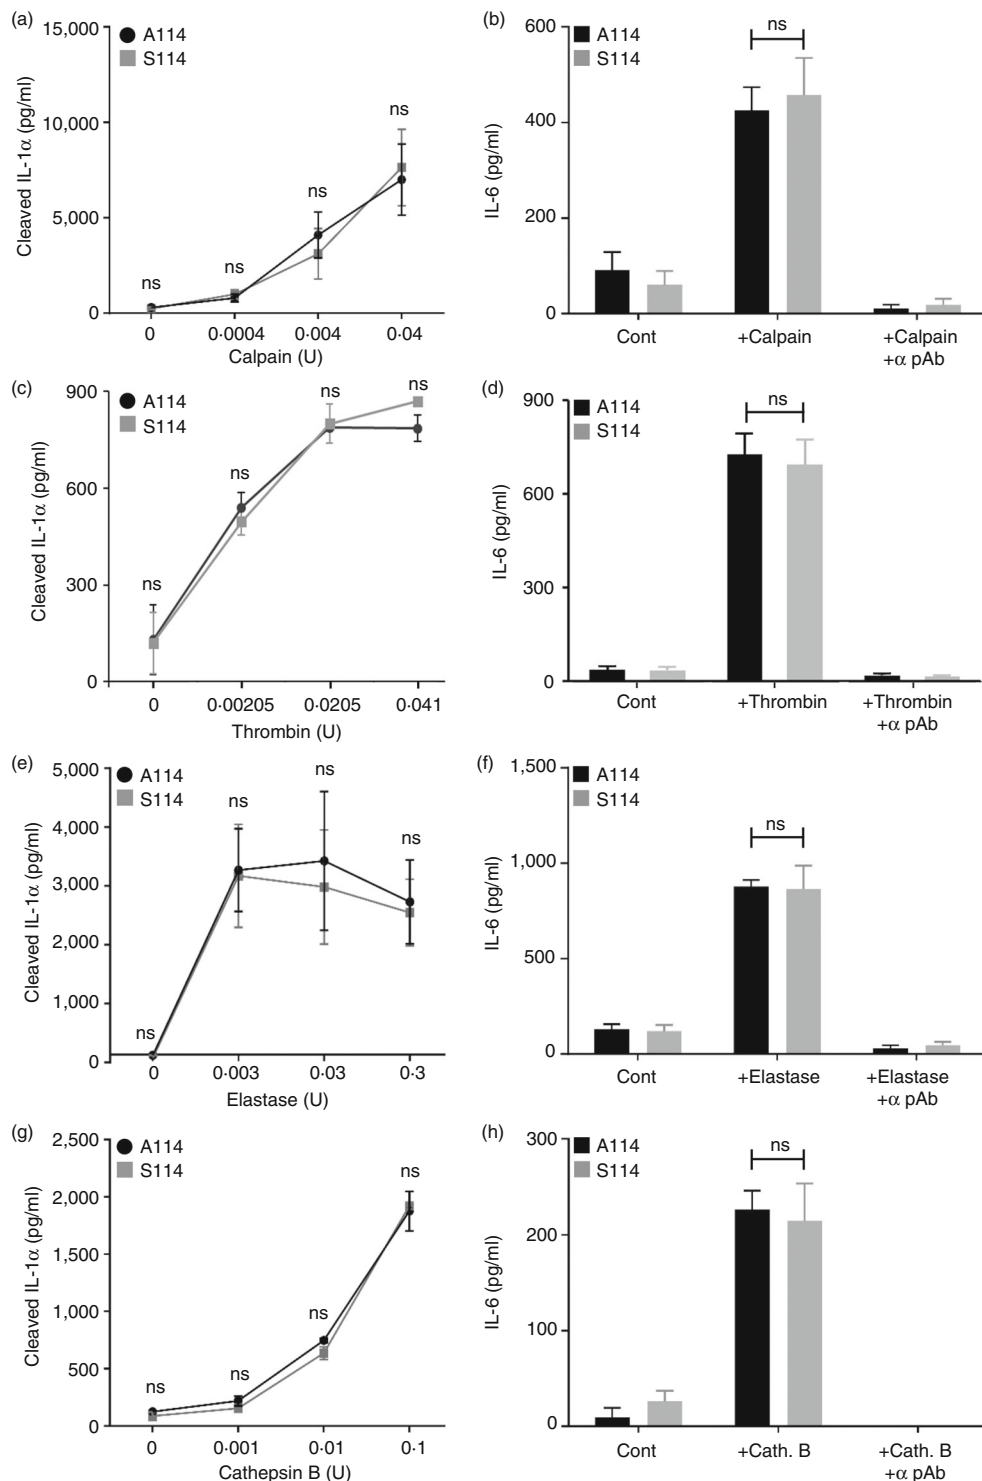 (a)
A114
S114
Cleaved IL-1α (pg/ml)
15,000
10,000
5,000
0
ns
ns
ns
ns
0
0·0004
0·004
0·04
Calpain (U)
(b)
A114
S114
IL-6 (pg/ml)
600
400
200
0
ns
Cont
+Calpain
+Calpain
+α pAb
(c)
A114
S114
Cleaved IL-1α (pg/ml)
900
600
300
0
ns
ns
ns
ns
0
0·00205
0·0205
0·041
Thrombin (U)
(d)
A114
S114
IL-6 (pg/ml)
900
600
300
0
ns
Cont
+Thrombin
+Thrombin
+α pAb
(e)
A114
S114
Cleaved IL-1α (pg/ml)
5,000
4,000
3,000
2,000
1,000
0
ns
ns
ns
ns
0
0·003
0·03
0·3
Elastase (U)
(f)
A114
S114
IL-6 (pg/ml)
1,500
1,000
500
0
ns
Cont
+Elastase
+Elastase
+α pAb
(g)
A114
S114
Cleaved IL-1α (pg/ml)
2,500
2,000
1,500
1,000
500
0
ns
ns
ns
ns
0
0·001
0·01
0·1
Cathepsin B (U)
(h)
A114
S114
IL-6 (pg/ml)
300
200
100
0
ns
Cont
+Cath. B
+Cath. B
+α pAb